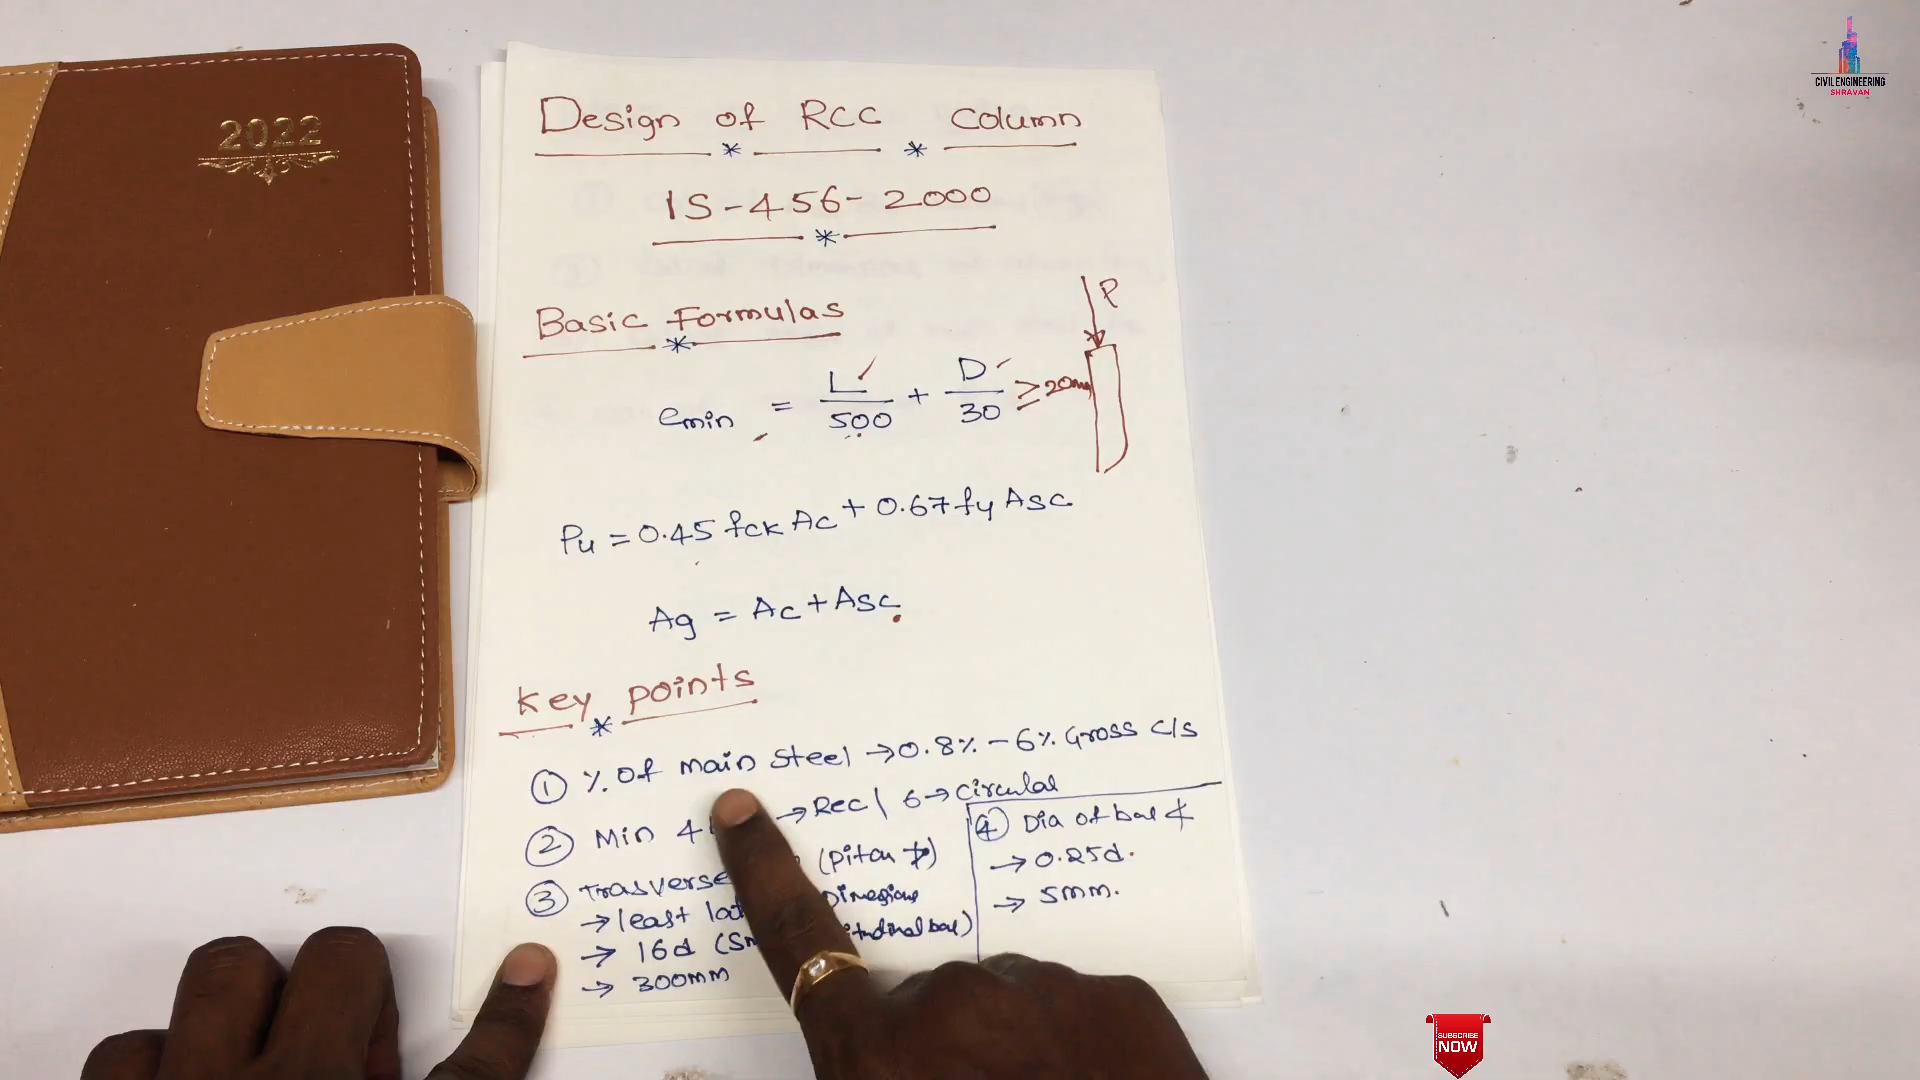 2022
CIVIL ENGINEERING
SHRAVAN
Design of RCC Column
IS-456-2000
Basic Formulas
P
emin = L/500 + D/30 ≥ 20mm
Pu = 0.45 fck Ac + 0.67 fy Asc
Ag = Ac + Asc
Key points
① % of main steel → 0.8% - 6% Gross c/s
② Min 4 → Rec | 6 → circular
③ Trasverse (pitch ≯)
→ least
→ 16d
→ 300mm
④ Dia of bar ≮
→ 0.25d.
→ 5mm.
SUBSCRIBE
NOW